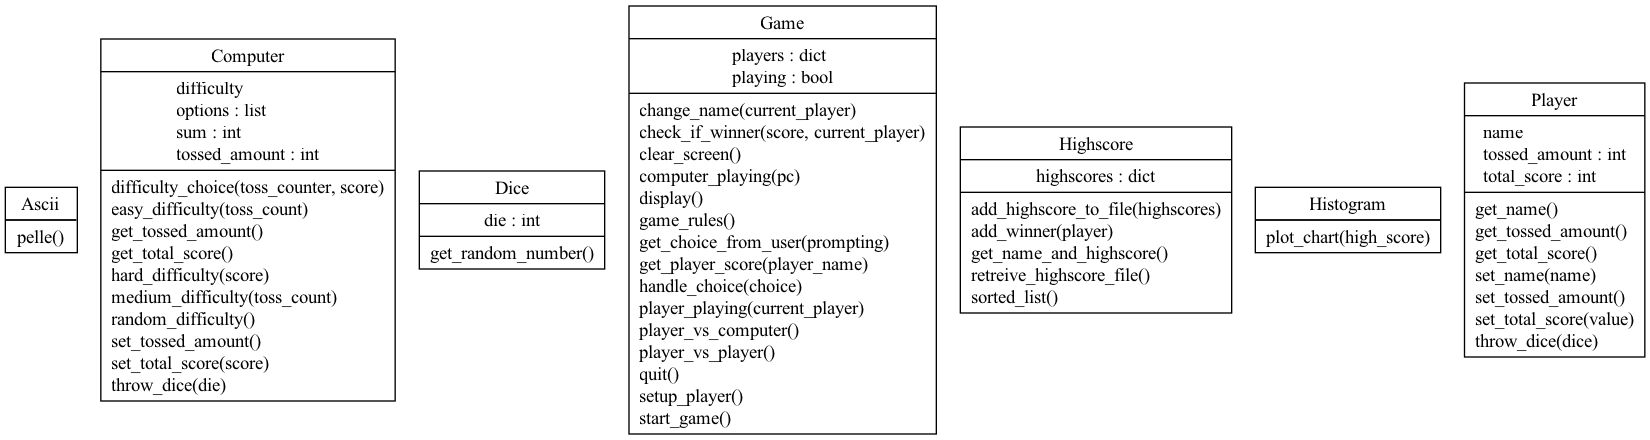 Ascii
pelle()
Computer
difficulty
options : list
sum : int
tossed_amount : int
difficulty_choice(toss_counter, score)
easy_difficulty(toss_count)
get_tossed_amount()
get_total_score()
hard_difficulty(score)
medium_difficulty(toss_count)
random_difficulty()
set_tossed_amount()
set_total_score(score)
throw_dice(die)
Dice
die : int
get_random_number()
Game
players : dict
playing : bool
change_name(current_player)
check_if_winner(score, current_player)
clear_screen()
computer_playing(pc)
display()
game_rules()
get_choice_from_user(prompting)
get_player_score(player_name)
handle_choice(choice)
player_playing(current_player)
player_vs_computer()
player_vs_player()
quit()
setup_player()
start_game()
Highscore
highscores : dict
add_highscore_to_file(highscores)
add_winner(player)
get_name_and_highscore()
retreive_highscore_file()
sorted_list()
Histogram
plot_chart(high_score)
Player
name
tossed_amount : int
total_score : int
get_name()
get_tossed_amount()
get_total_score()
set_name(name)
set_tossed_amount()
set_total_score(value)
throw_dice(dice)